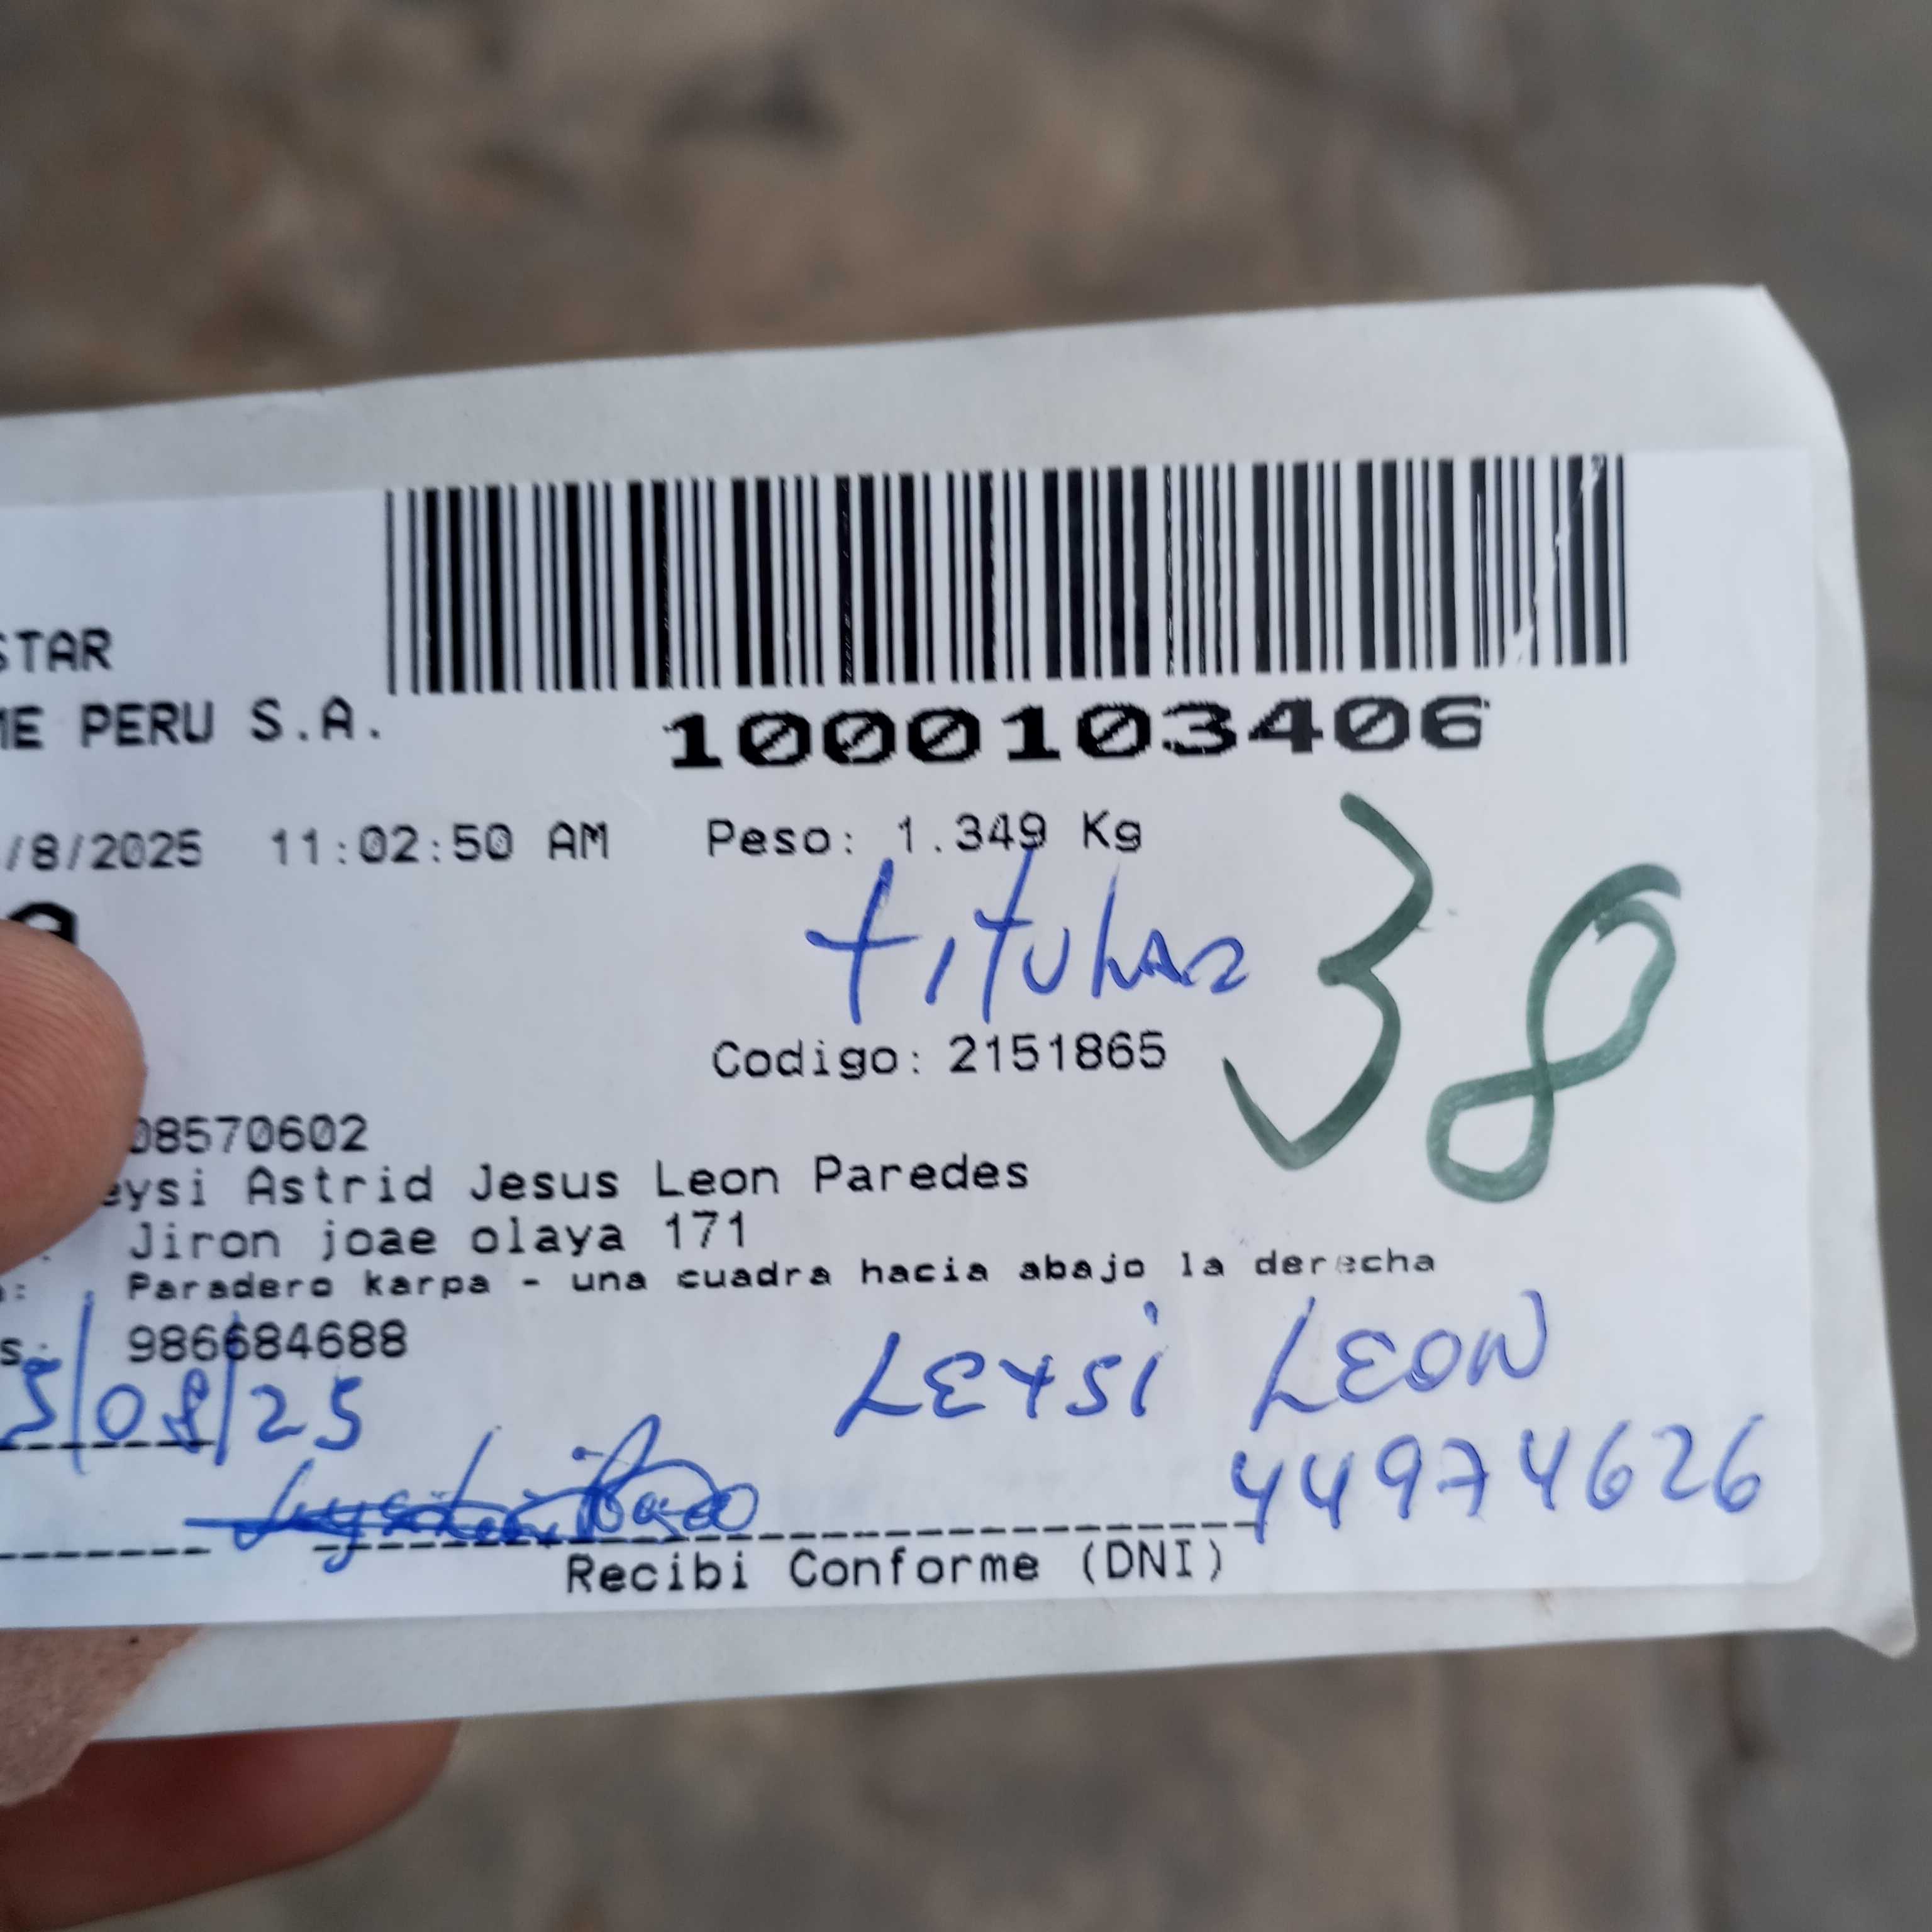 STAR
ME PERU S.A.
1000103406
/8/2025 11:02:50 AM Peso: 1.349 Kg
titular
38
Codigo: 2151865
08570602
eysi Astrid Jesus Leon Paredes
Jiron joae olaya 171
Paradero karpa - una cuadra hacia abajo la derecha
s: 986684688
5/08/25
LEYSI LEON
44974626
Recibi Conforme (DNI)